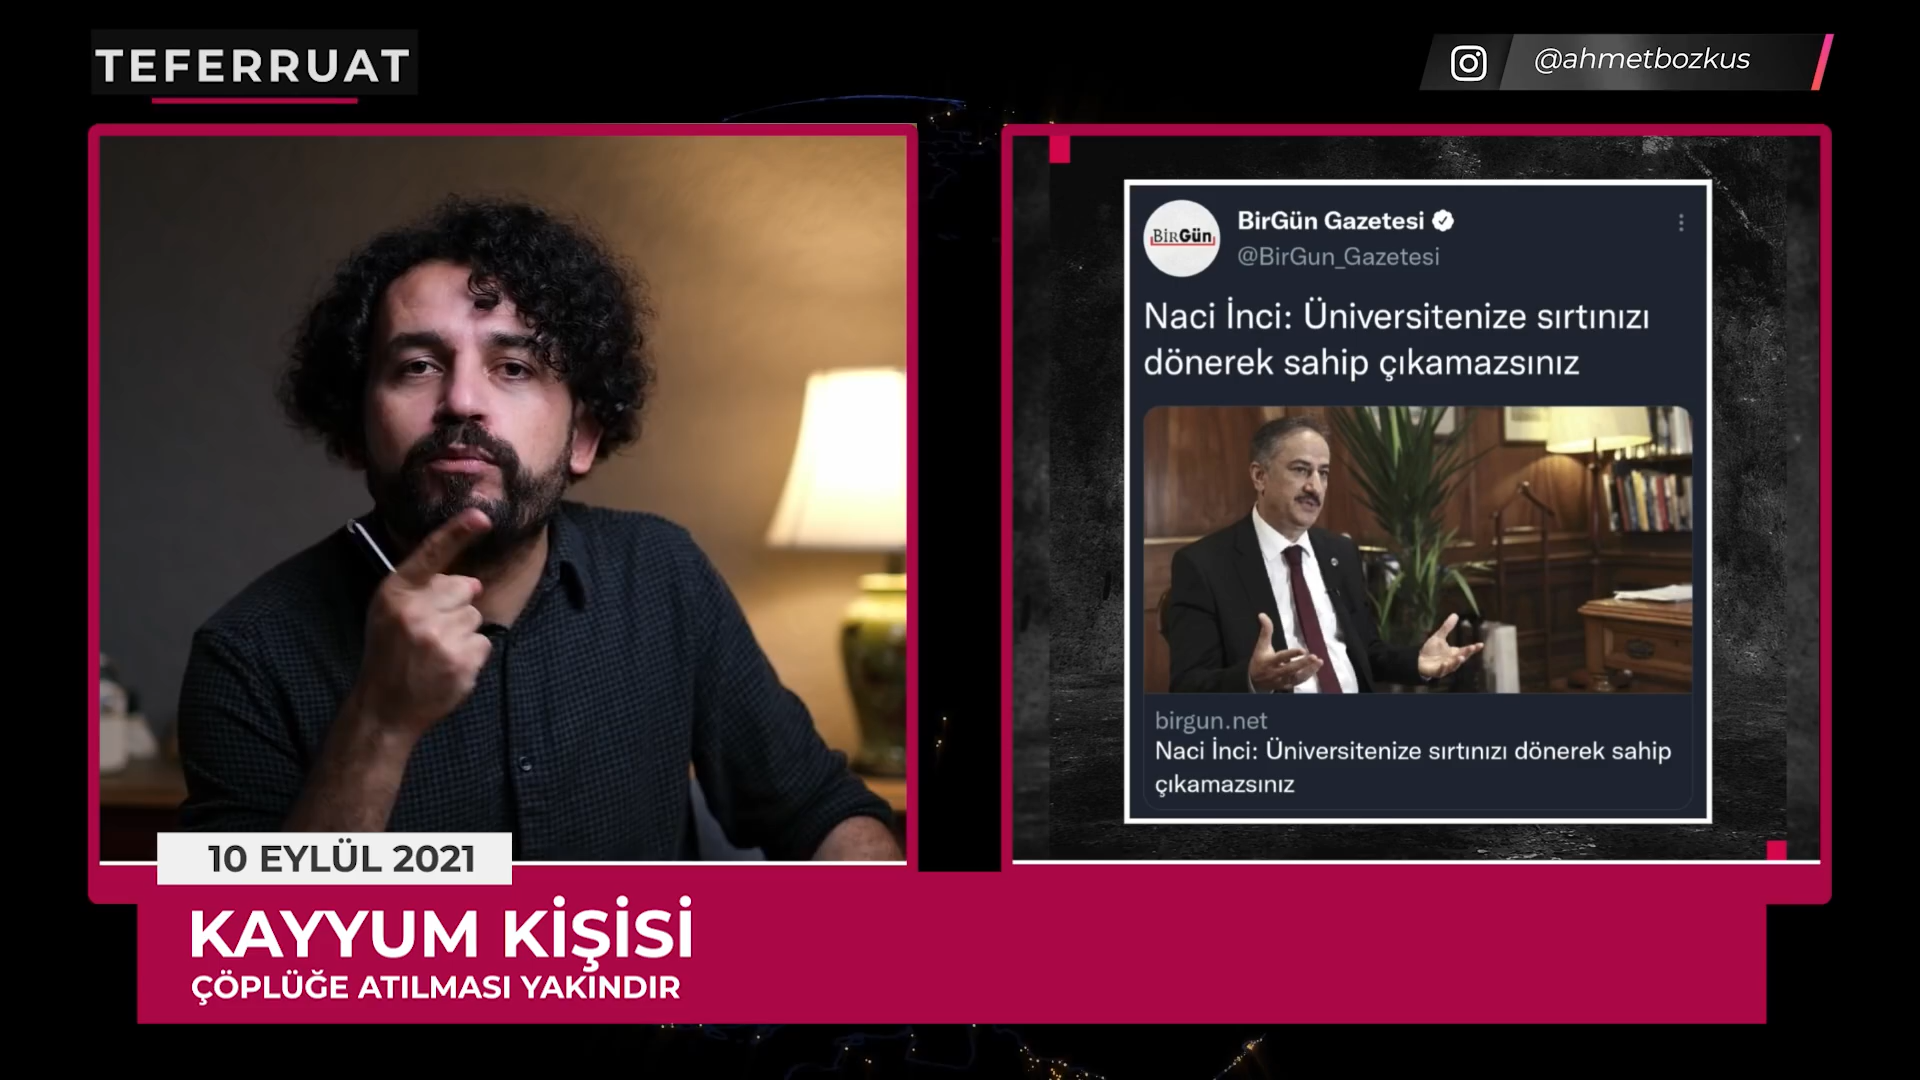 TEFERRUAT
@ahmetbozkus
BirGün
BirGün Gazetesi
@BirGun_Gazetesi
Naci İnci: Üniversitenize sırtınızı
dönerek sahip çıkamazsınız
birgun.net
Naci İnci: Üniversitenize sırtınızı dönerek sahip
çıkamazsınız
10 EYLÜL 2021
KAYYUM KİŞİSİ
ÇÖPLÜĞE ATILMASI YAKINDIR